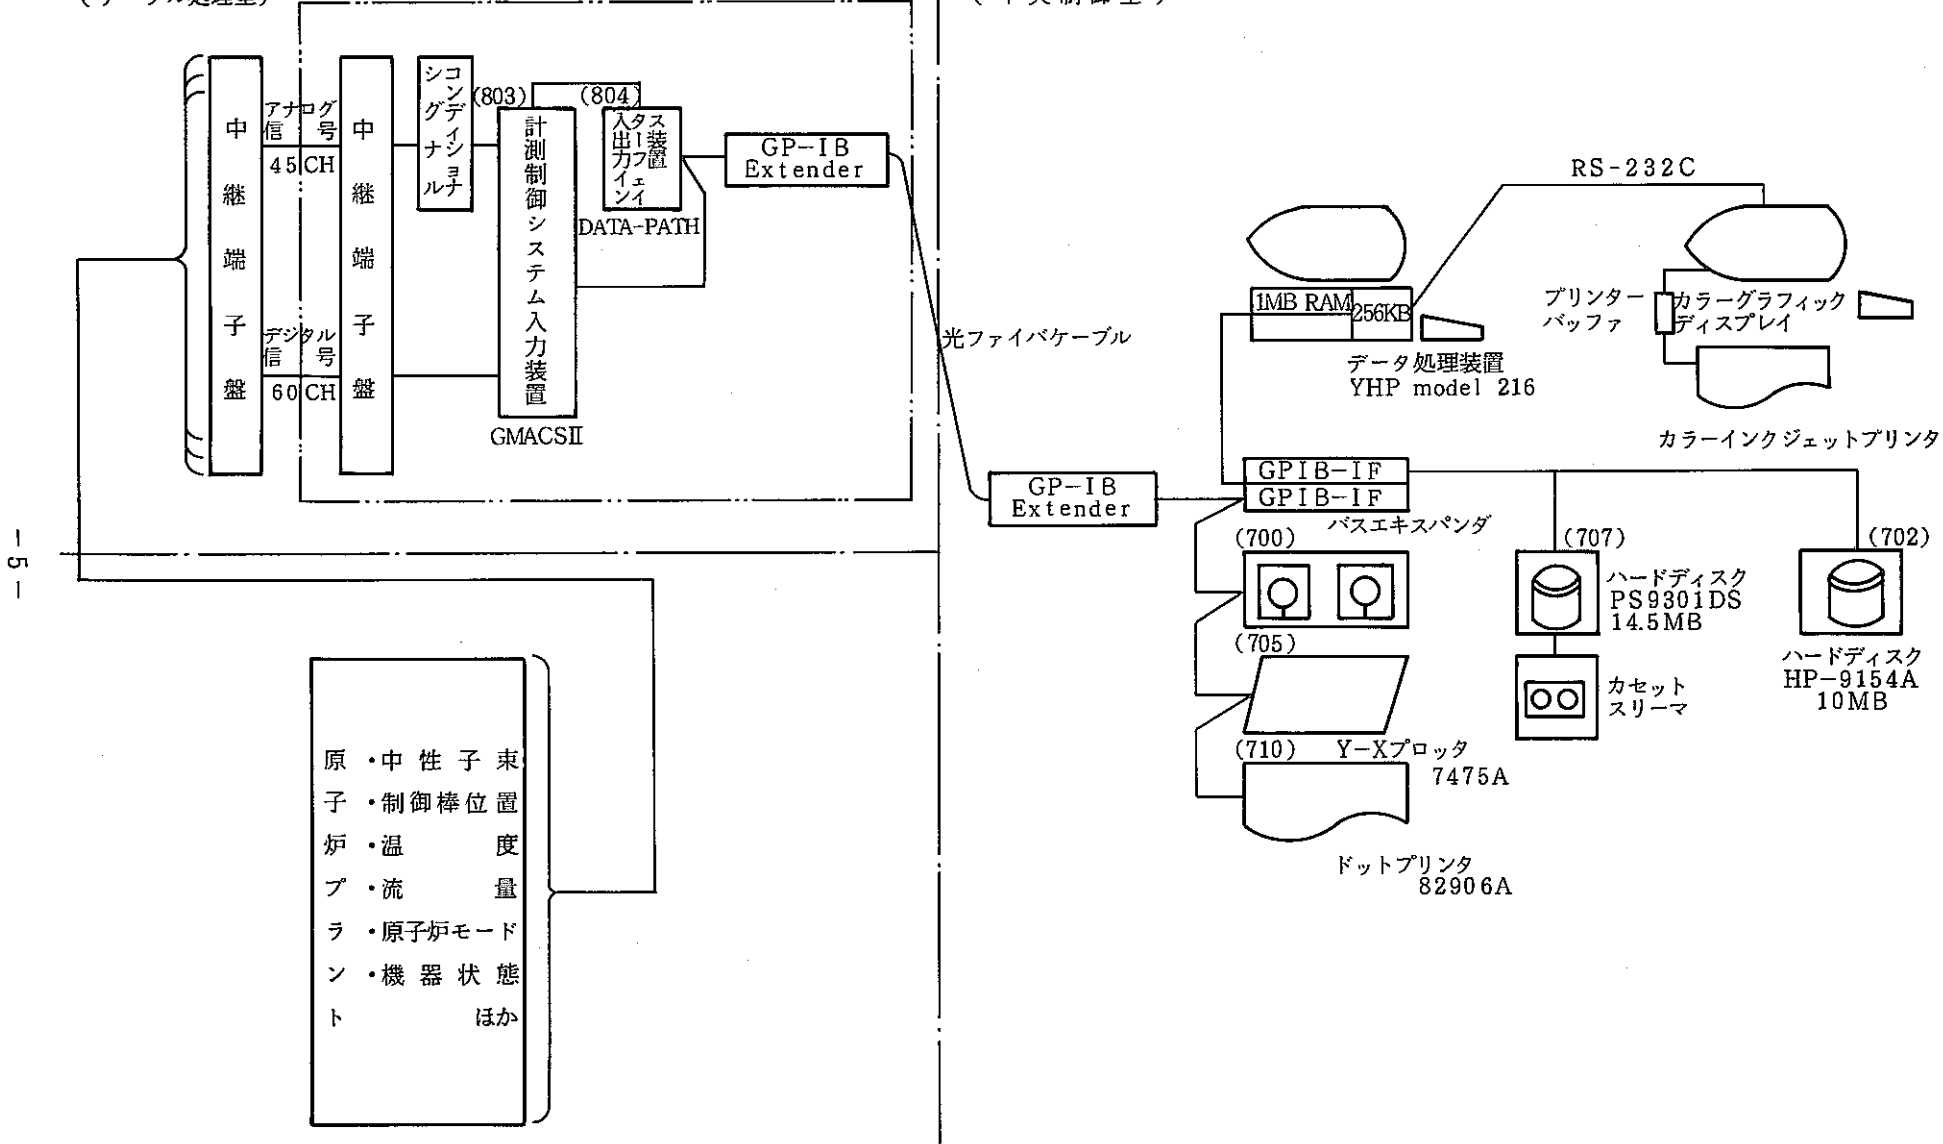 中継端子盤
アナログ
信号
45CH
デジタル
信号
60CH
中継端子盤
シグナル
コンディショナ
(803)
計測制御システム入力装置
GMACSⅡ
(804)
入出力イン
ターフェイ
ス装置
DATA-PATH
GP-IB
Extender
光ファイバケーブル
GP-IB
Extender
RS-232C
1MB RAM
256KB
データ処理装置
YHP model 216
プリンター
バッファ
カラーグラフィック
ディスプレイ
カラーインクジェットプリンタ
GPIB-IF
GPIB-IF
バスエキスパンダ
(700)
(705)
Y-Xプロッタ
7475A
(710)
ドットプリンタ
82906A
(707)
ハードディスク
PS9301DS
14.5MB
カセット
スリーマ
(702)
ハードディスク
HP-9154A
10MB
原子炉プラント
・中性子束
・制御棒位置
・温度
・流量
・原子炉モード
・機器状態
ほか
-5-